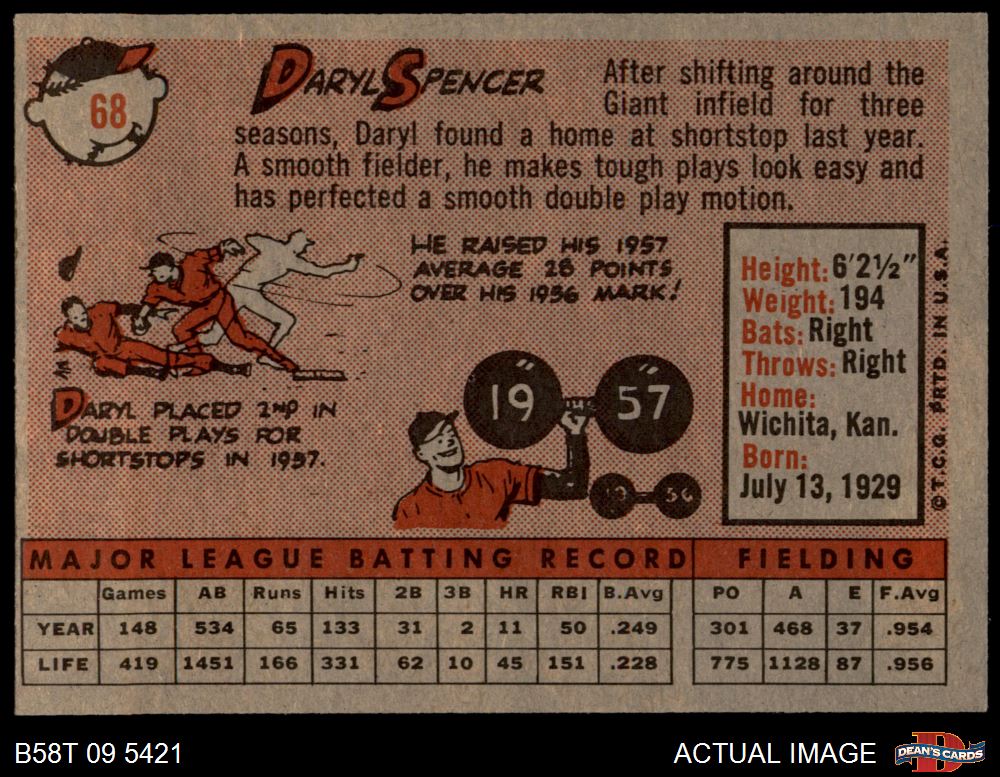 68
DARYL SPENCER
After shifting around the
Giant infield for three
seasons, Daryl found a home at shortstop last year.
A smooth fielder, he makes tough plays look easy and
has perfected a smooth double play motion.
HE RAISED HIS 1957
AVERAGE 28 POINTS
OVER HIS 1956 MARK!
DARYL PLACED 2ND IN
DOUBLE PLAYS FOR
SHORTSTOPS IN 1957.
19 57
19 56
Height: 6'2½"
Weight: 194
Bats: Right
Throws: Right
Home:
Wichita, Kan.
Born:
July 13, 1929
© T.C.G. PRTD. IN U.S.A.
MAJOR LEAGUE BATTING RECORD FIELDING
Games AB Runs Hits 2B 3B HR RBI B.Avg PO A E F.Avg
YEAR 148 534 65 133 31 2 11 50 .249 301 468 37 .954
LIFE 419 1451 166 331 62 10 45 151 .228 775 1128 87 .956
B58T 09 5421 ACTUAL IMAGE D DEAN'S CARDS